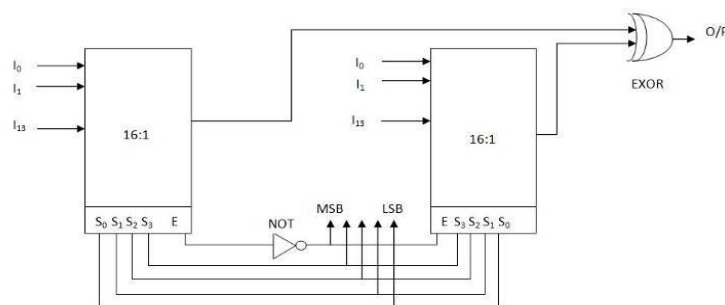 O/P
I0
I1
I13
16:1
I0
I1
I13
16:1
EXOR
S0 S1 S2 S3 E
NOT
MSB
LSB
E S3 S2 S1 S0